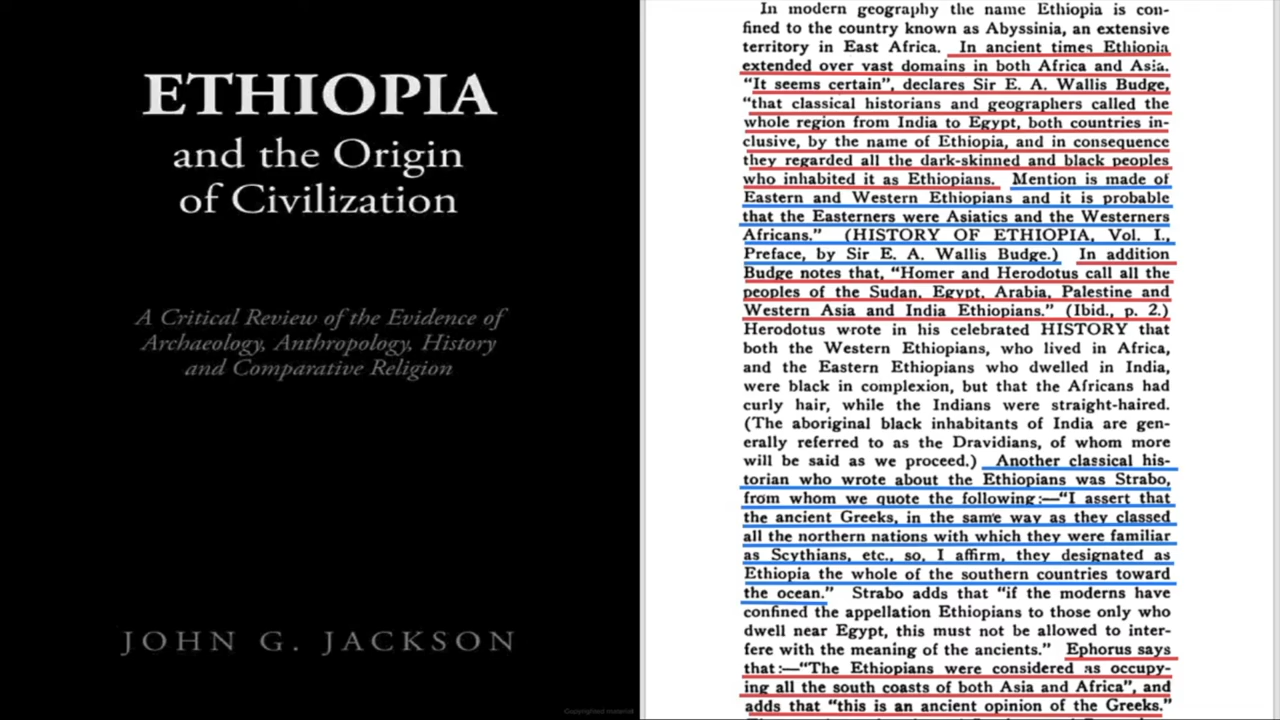 ETHIOPIA
and the Origin
of Civilization
A Critical Review of the Evidence of
Archaeology, Anthropology, History
and Comparative Religion
JOHN G. JACKSON
Copyrighted material
In modern geography the name Ethiopia is con-
fined to the country known as Abyssinia, an extensive
territory in East Africa. In ancient times Ethiopia
extended over vast domains in both Africa and Asia.
“It seems certain”, declares Sir E. A. Wallis Budge,
“that classical historians and geographers called the
whole region from India to Egypt, both countries in-
clusive, by the name of Ethiopia, and in consequence
they regarded all the dark-skinned and black peoples
who inhabited it as Ethiopians. Mention is made of
Eastern and Western Ethiopians and it is probable
that the Easterners were Asiatics and the Westerners
Africans.” (HISTORY OF ETHIOPIA, Vol. I.,
Preface, by Sir E. A. Wallis Budge.) In addition
Budge notes that, “Homer and Herodotus call all the
peoples of the Sudan, Egypt, Arabia, Palestine and
Western Asia and India Ethiopians.” (Ibid., p. 2.)
Herodotus wrote in his celebrated HISTORY that
both the Western Ethiopians, who lived in Africa,
and the Eastern Ethiopians who dwelled in India,
were black in complexion, but that the Africans had
curly hair, while the Indians were straight-haired.
(The aboriginal black inhabitants of India are gen-
erally referred to as the Dravidians, of whom more
will be said as we proceed.) Another classical his-
torian who wrote about the Ethiopians was Strabo,
from whom we quote the following:—“I assert that
the ancient Greeks, in the same way as they classed
all the northern nations with which they were familiar
as Scythians, etc., so, I affirm, they designated as
Ethiopia the whole of the southern countries toward
the ocean.” Strabo adds that “if the moderns have
confined the appellation Ethiopians to those only who
dwell near Egypt, this must not be allowed to inter-
fere with the meaning of the ancients.” Ephorus says
that:—“The Ethiopians were considered as occupy-
ing all the south coasts of both Asia and Africa”, and
adds that “this is an ancient opinion of the Greeks.”